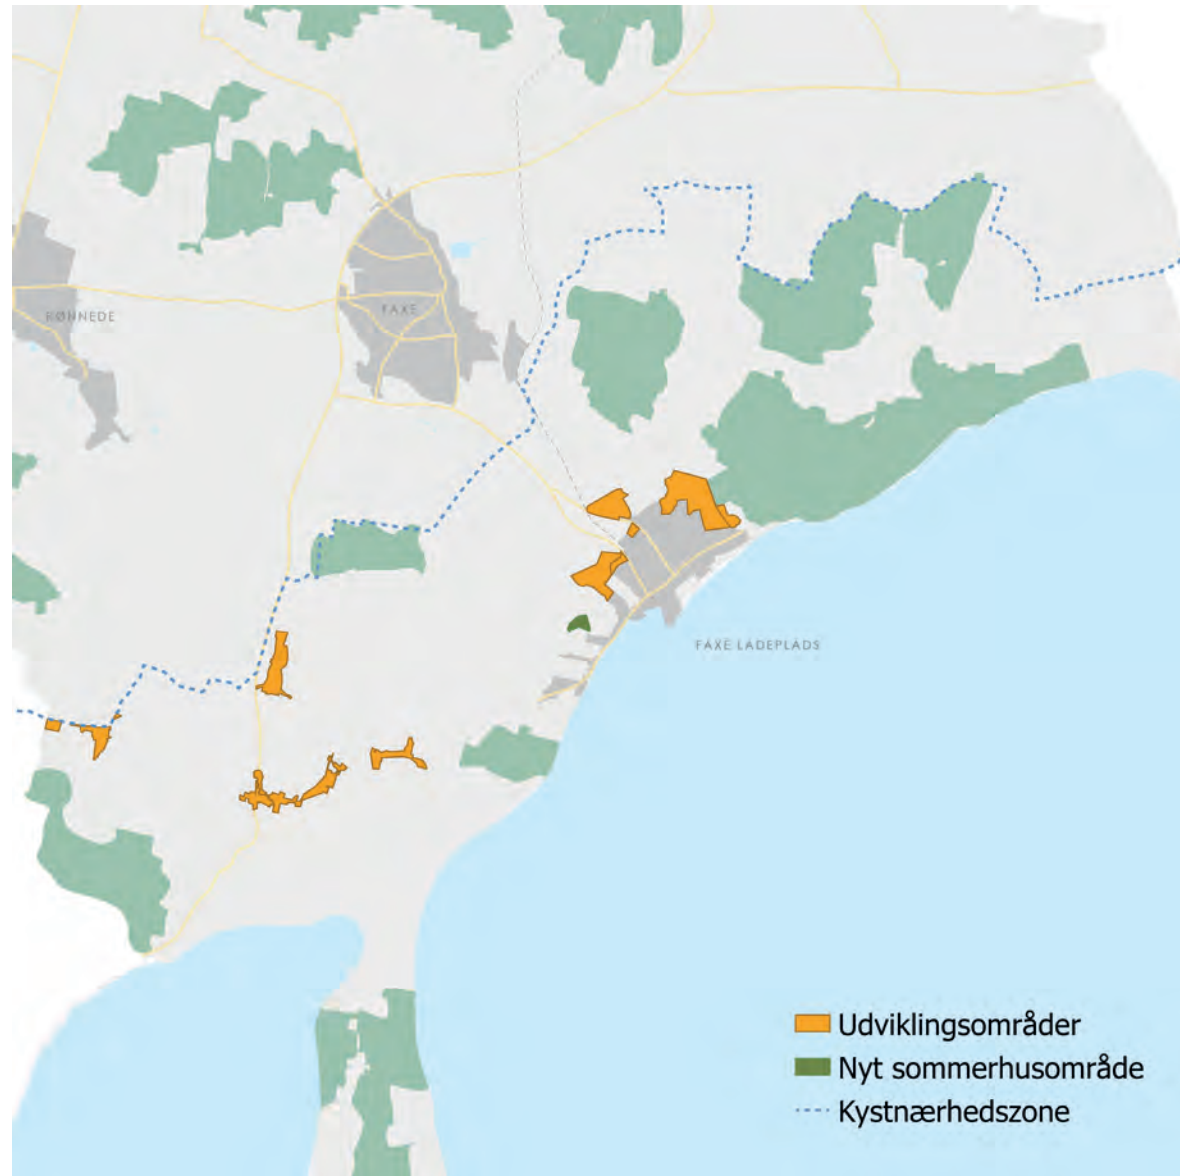 RØNNEDE
FAXE
FAXE LADEPLADS
Udviklingsområder
Nyt sommerhusområde
Kystnærhedszone